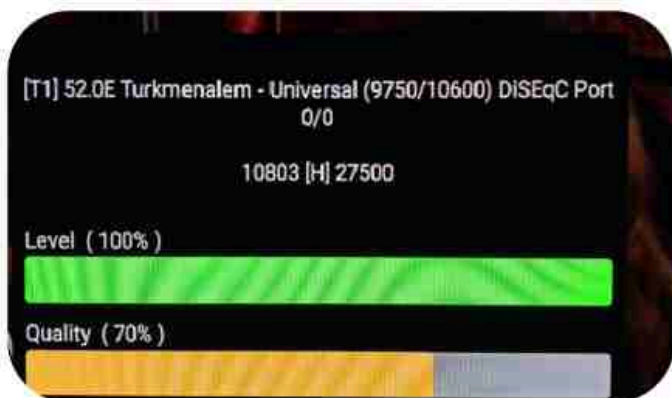 [T1] 52.0E Turkmenalem - Universal (9750/10600) DiSEqC Port
0/0
10803 [H] 27500
Level ( 100% )
Quality ( 70% )